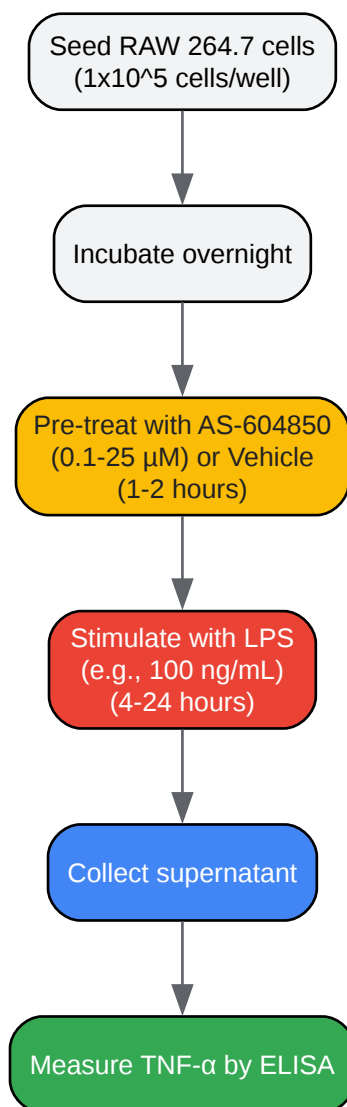 Seed RAW 264.7 cells
(1x10^5 cells/well)
Incubate overnight
Pre-treat with AS-604850
(0.1-25 µM) or Vehicle
(1-2 hours)
Stimulate with LPS
(e.g., 100 ng/mL)
(4-24 hours)
Collect supernatant
Measure TNF-α by ELISA